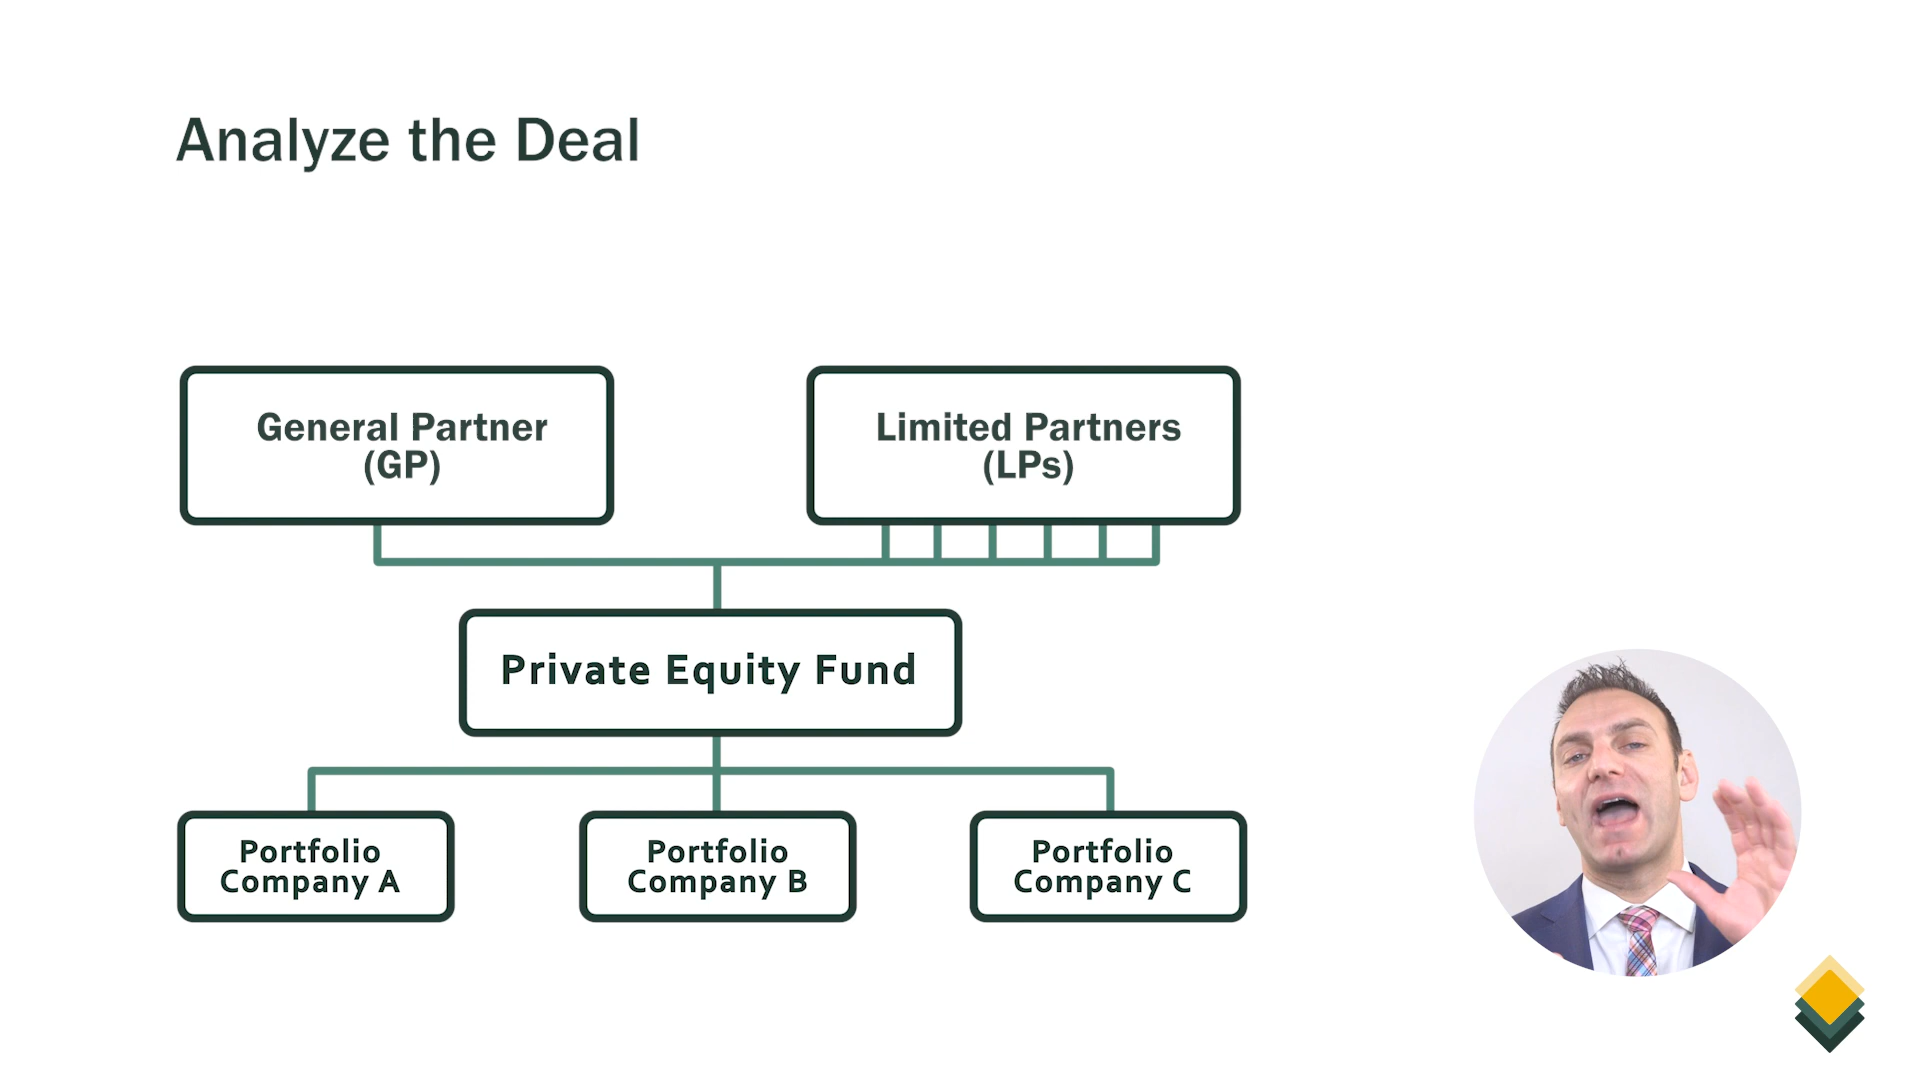 Analyze the Deal
General Partner
(GP)
Limited Partners
(LPs)
Private Equity Fund
Portfolio
Company A
Portfolio
Company B
Portfolio
Company C